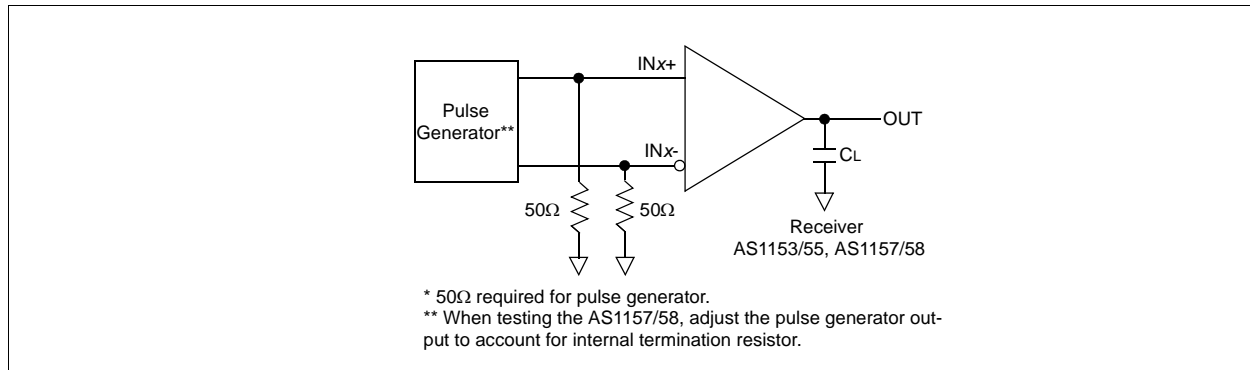 INx+
Pulse
Generator**
OUT
INx-
CL
50Ω
50Ω
Receiver
AS1153/55, AS1157/58
* 50Ω required for pulse generator.
** When testing the AS1157/58, adjust the pulse generator out-
put to account for internal termination resistor.